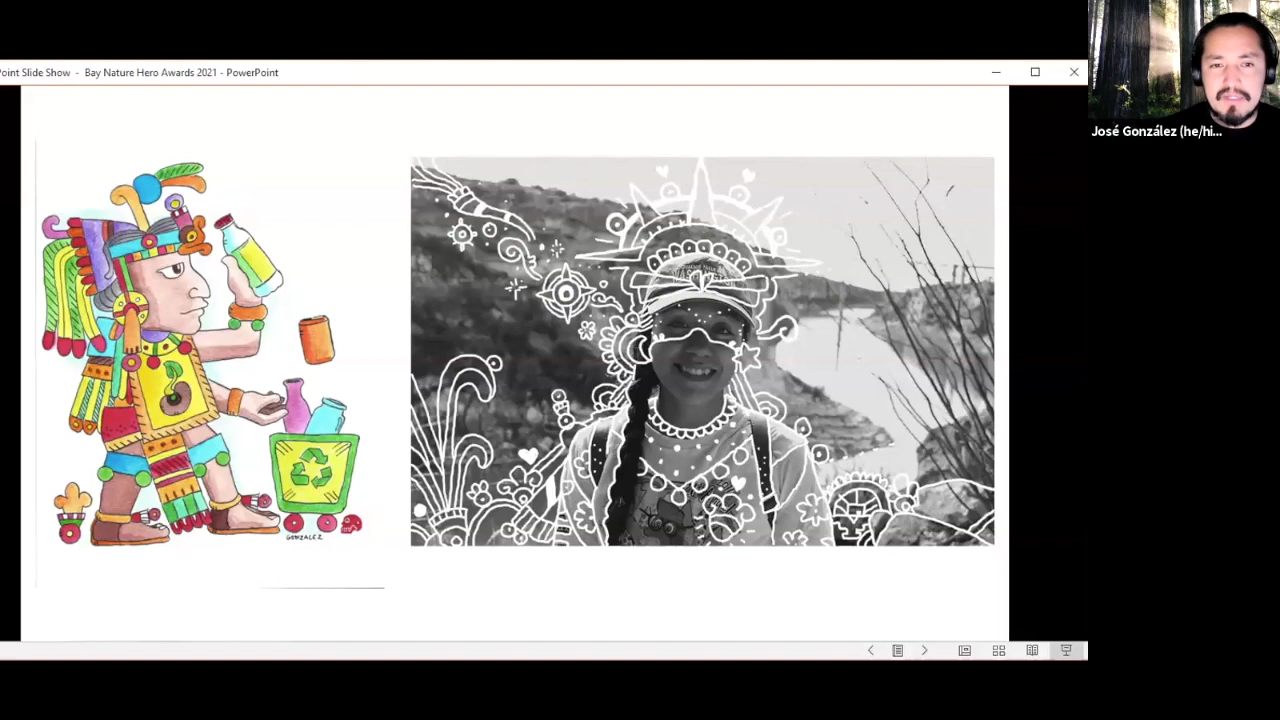 Point Slide Show - Bay Nature Hero Awards 2021 - PowerPoint
José González (he/hi...
GONZALEZ